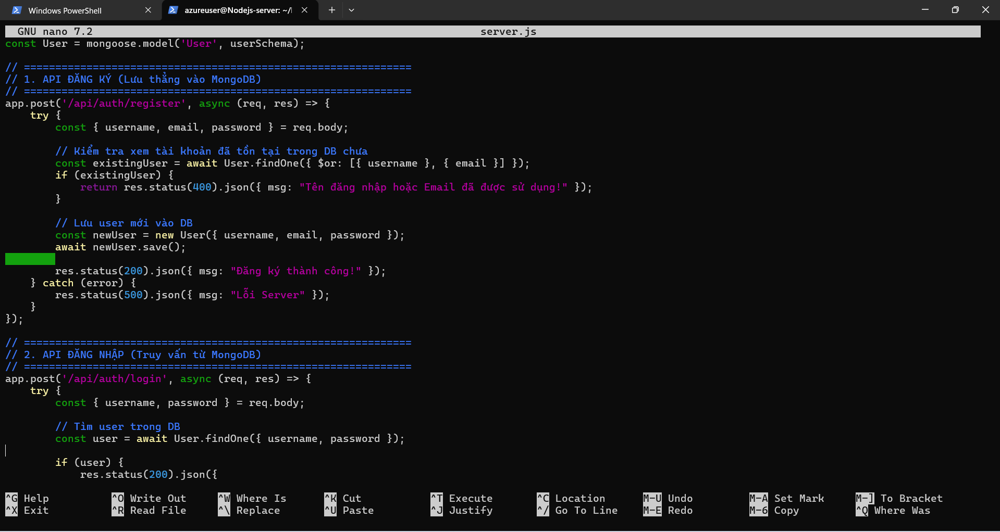 Windows PowerShell
azureuser@Nodejs-server: ~/
GNU nano 7.2 server.js
const User = mongoose.model('User', userSchema);
// ==============================================================
// 1. API ĐĂNG KÝ (Lưu thẳng vào MongoDB)
// ==============================================================
app.post('/api/auth/register', async (req, res) => {
    try {
        const { username, email, password } = req.body;
        // Kiểm tra xem tài khoản đã tồn tại trong DB chưa
        const existingUser = await User.findOne({ $or: [{ username }, { email }] });
        if (existingUser) {
            return res.status(400).json({ msg: "Tên đăng nhập hoặc Email đã được sử dụng!" });
        }
        // Lưu user mới vào DB
        const newUser = new User({ username, email, password });
        await newUser.save();
        res.status(200).json({ msg: "Đăng ký thành công!" });
    } catch (error) {
        res.status(500).json({ msg: "Lỗi Server" });
    }
});
// ==============================================================
// 2. API ĐĂNG NHẬP (Truy vấn từ MongoDB)
// ==============================================================
app.post('/api/auth/login', async (req, res) => {
    try {
        const { username, password } = req.body;
        // Tìm user trong DB
        const user = await User.findOne({ username, password });
        if (user) {
            res.status(200).json({
^G Help ^O Write Out ^W Where Is ^K Cut ^T Execute ^C Location M-U Undo M-A Set Mark M-] To Bracket
^X Exit ^R Read File ^\ Replace ^U Paste ^J Justify ^/ Go To Line M-E Redo M-6 Copy ^Q Where Was